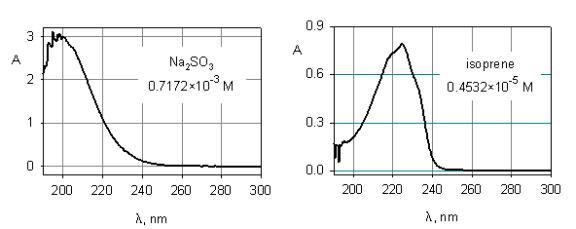 3
2
1
0
A
Na₂SO₃
0.7172×10⁻³ M
200 220 240 260 280 300
λ, nm
0.9
0.6
0.3
0.0
A
isoprene
0.4532×10⁻⁵ M
200 220 240 260 280 300
λ, nm